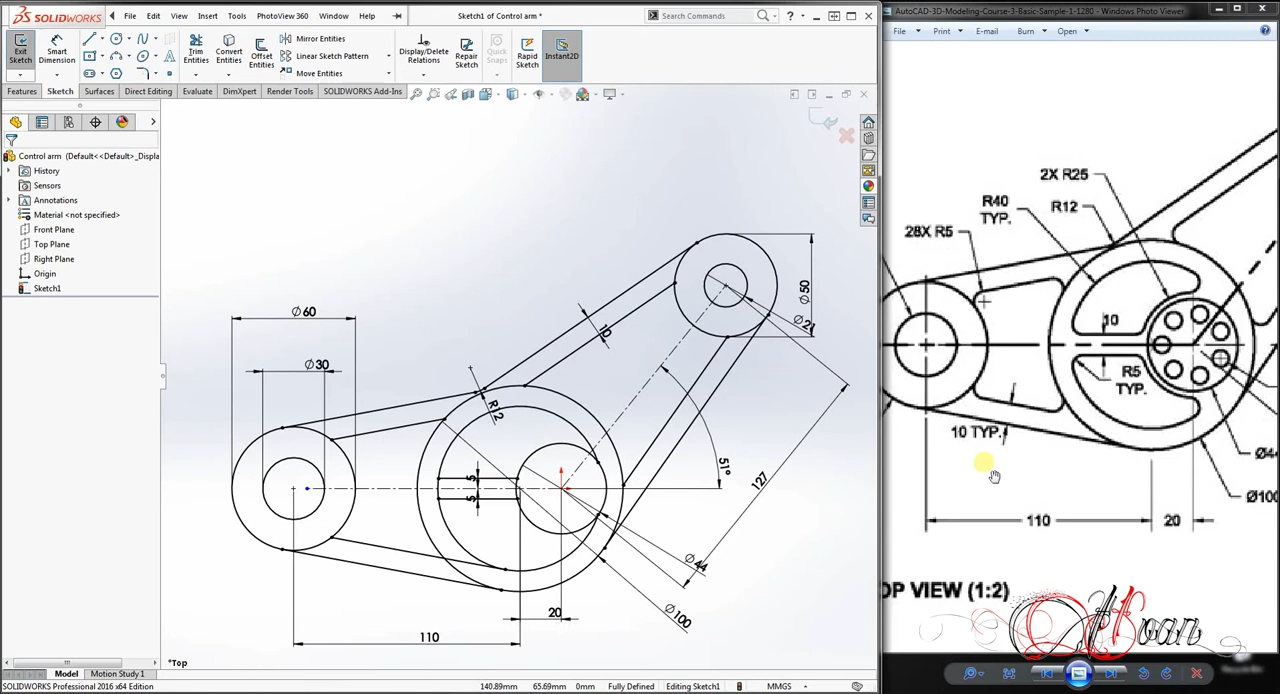 SOLIDWORKS
File Edit View Insert Tools PhotoView 360 Window Help
Sketch1 of Control arm *
Search Commands
?
AutoCAD-3D-Modeling-Course-3-Basic-Sample-1-1280 - Windows Photo Viewer
File Print E-mail Burn Open
Exit Sketch
Smart Dimension
Trim Entities
Convert Entities
Offset Entities
Mirror Entities
Linear Sketch Pattern
Move Entities
Display/Delete Relations
Repair Sketch
Quick Snaps
Rapid Sketch
Instant2D
Features Sketch Surfaces Direct Editing Evaluate DimXpert Render Tools SOLIDWORKS Add-Ins
Control arm (Default<<Default>_Displa
History
Sensors
Annotations
Material <not specified>
Front Plane
Top Plane
Right Plane
Origin
Sketch1
Ø60
Ø30
10
R12
Ø50
Ø21
51°
127
5
5
Ø44
Ø100
20
110
*Top
2X R25
R40
TYP.
R12
28X R5
10
R5
TYP.
10 TYP.
Ø4
Ø100
110
20
OP VIEW (1:2)
Model Motion Study 1
SOLIDWORKS Professional 2016 x64 Edition
140.89mm 65.69mm 0mm Fully Defined Editing Sketch1 MMGS